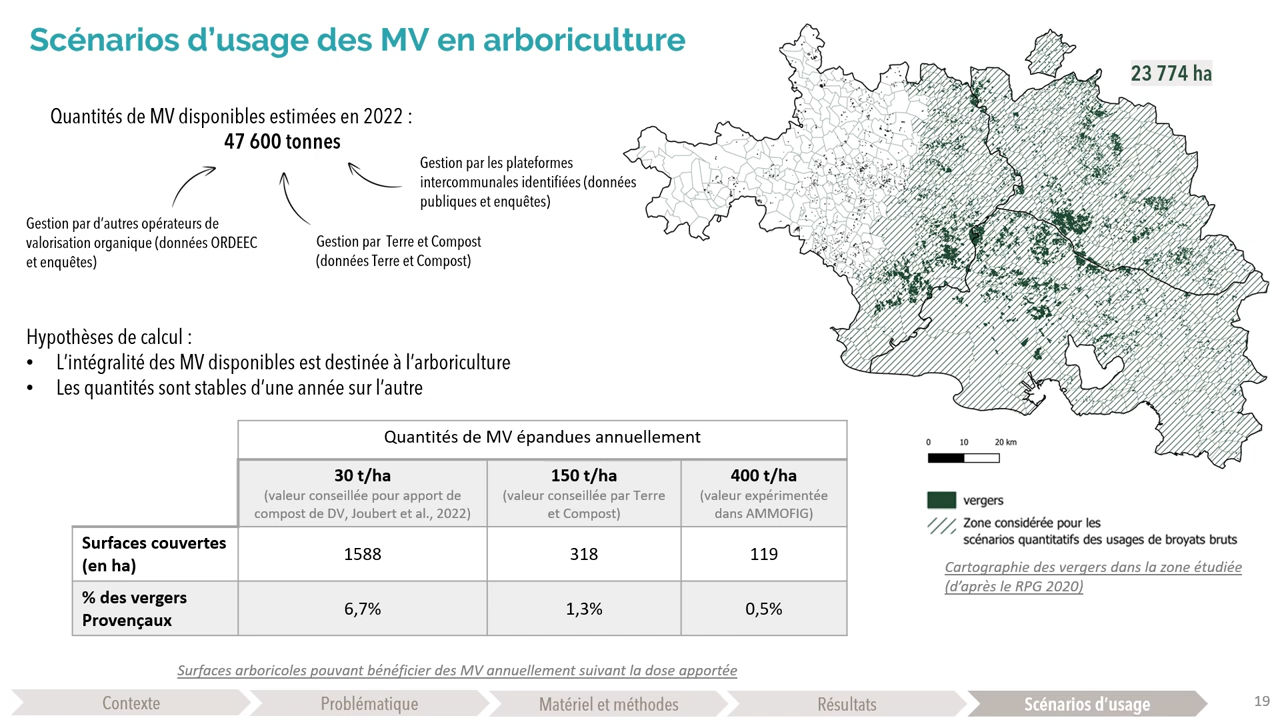 Scénarios d’usage des MV en arboriculture
23 774 ha
Quantités de MV disponibles estimées en 2022 :
47 600 tonnes
Gestion par les plateformes
intercommunales identifiées (données
publiques et enquêtes)
Gestion par d’autres opérateurs de
valorisation organique (données ORDEEC
et enquêtes)
Gestion par Terre et Compost
(données Terre et Compost)
Hypothèses de calcul :
• L’intégralité des MV disponibles est destinée à l’arboriculture
• Les quantités sont stables d’une année sur l’autre
Quantités de MV épandues annuellement
30 t/ha
(valeur conseillée pour apport de
compost de DV, Joubert et al., 2022)
150 t/ha
(valeur conseillée par Terre
et Compost)
400 t/ha
(valeur expérimentée
dans AMMOFIG)
Surfaces couvertes
(en ha)
1588
318
119
% des vergers
Provençaux
6,7%
1,3%
0,5%
Surfaces arboricoles pouvant bénéficier des MV annuellement suivant la dose apportée
0 10 20 km
vergers
Zone considérée pour les
scénarios quantitatifs des usages de broyats bruts
Cartographie des vergers dans la zone étudiée
(d’après le RPG 2020)
Contexte
Problématique
Matériel et méthodes
Résultats
Scénarios d’usage
19